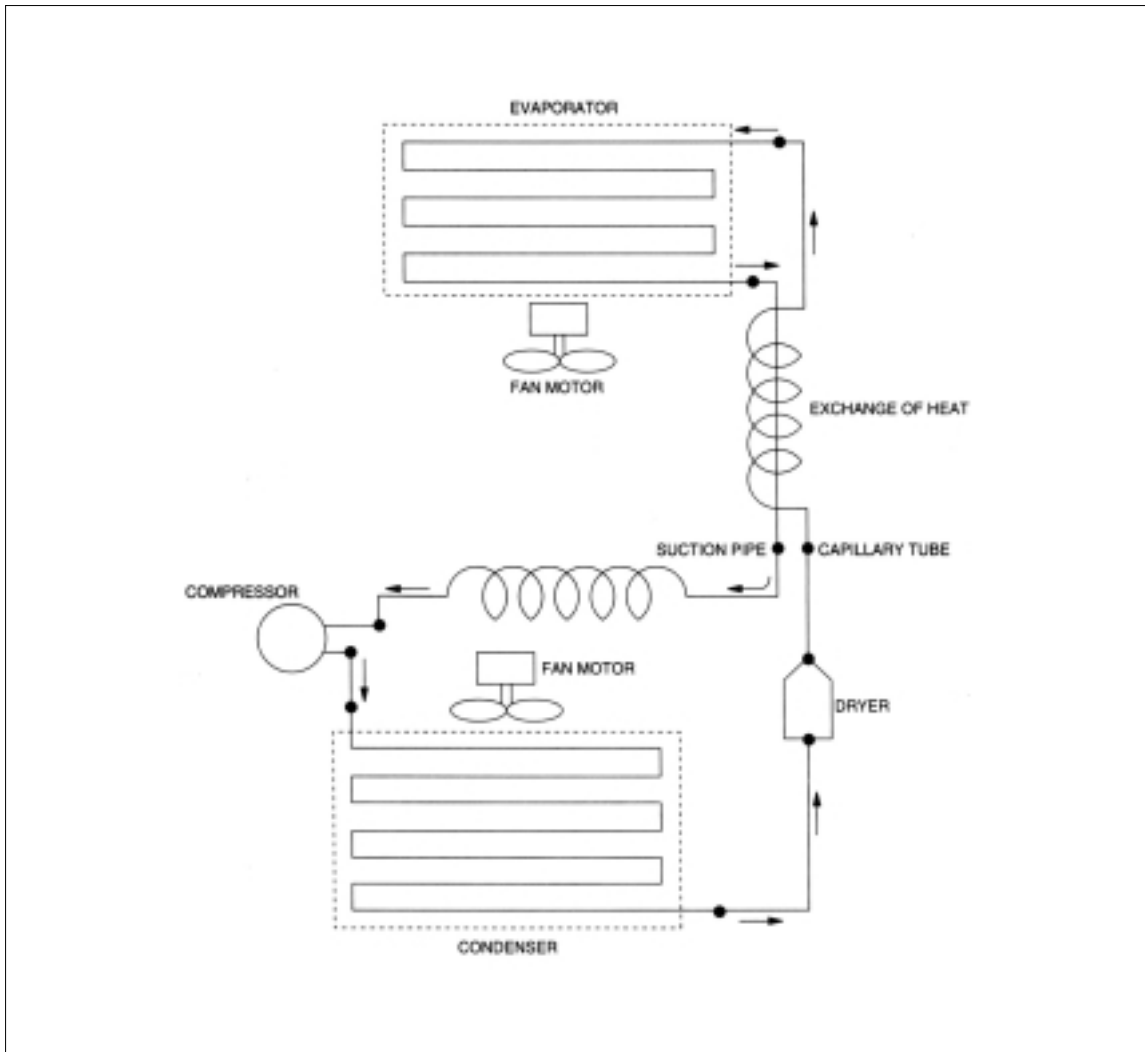 EVAPORATOR
FAN MOTOR
EXCHANGE OF HEAT
SUCTION PIPE
CAPILLARY TUBE
COMPRESSOR
FAN MOTOR
DRYER
CONDENSER